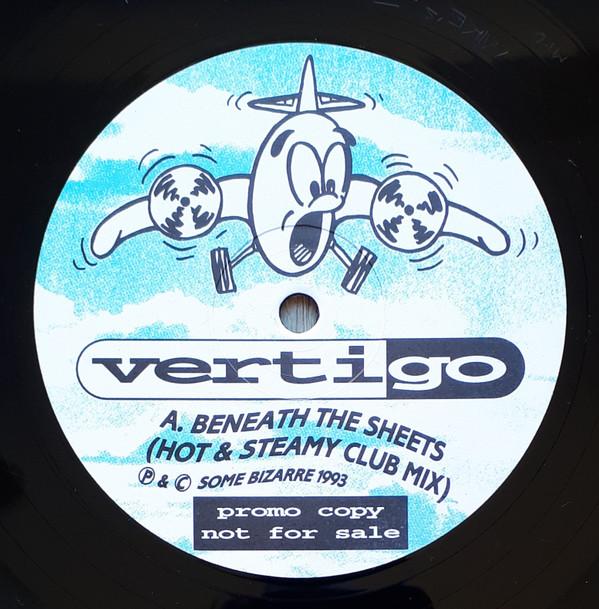 vertigo
A. BENEATH THE SHEETS
(HOT & STEAMY CLUB MIX)
Ⓟ & © SOME BIZARRE 1993
promo copy
not for sale